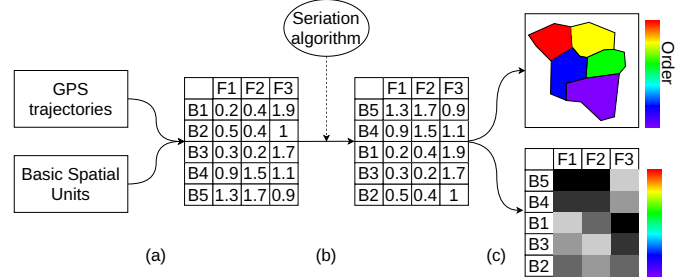 Seriation
algorithm
GPS
trajectories
Basic Spatial
Units
F1 F2 F3
B1 0.2 0.4 1.9
B2 0.5 0.4 1
B3 0.3 0.2 1.7
B4 0.9 1.5 1.1
B5 1.3 1.7 0.9
F1 F2 F3
B5 1.3 1.7 0.9
B4 0.9 1.5 1.1
B1 0.2 0.4 1.9
B3 0.3 0.2 1.7
B2 0.5 0.4 1
Order
F1 F2 F3
B5
B4
B1
B3
B2
(a) (b) (c)